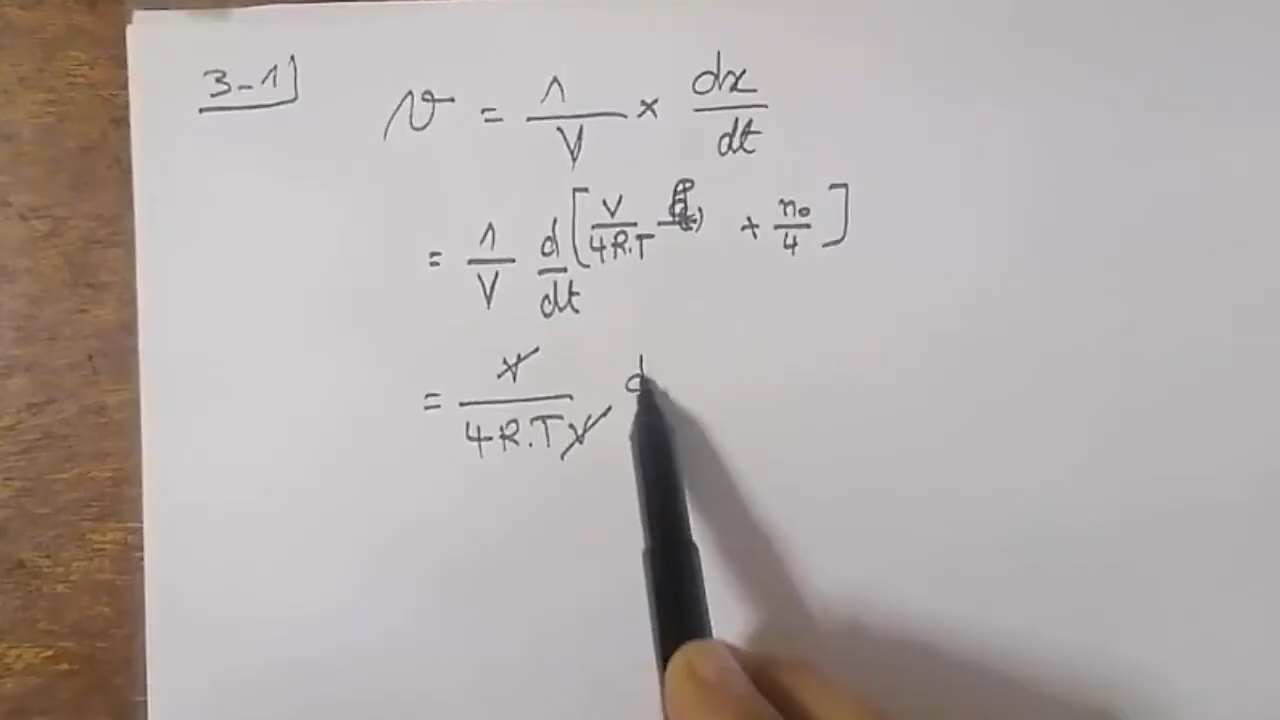 3-1) v = 1/V × dx/dt
= 1/V d/dt [ V/4R.T (t) + n₀/4 ]
= V/4R.T V d